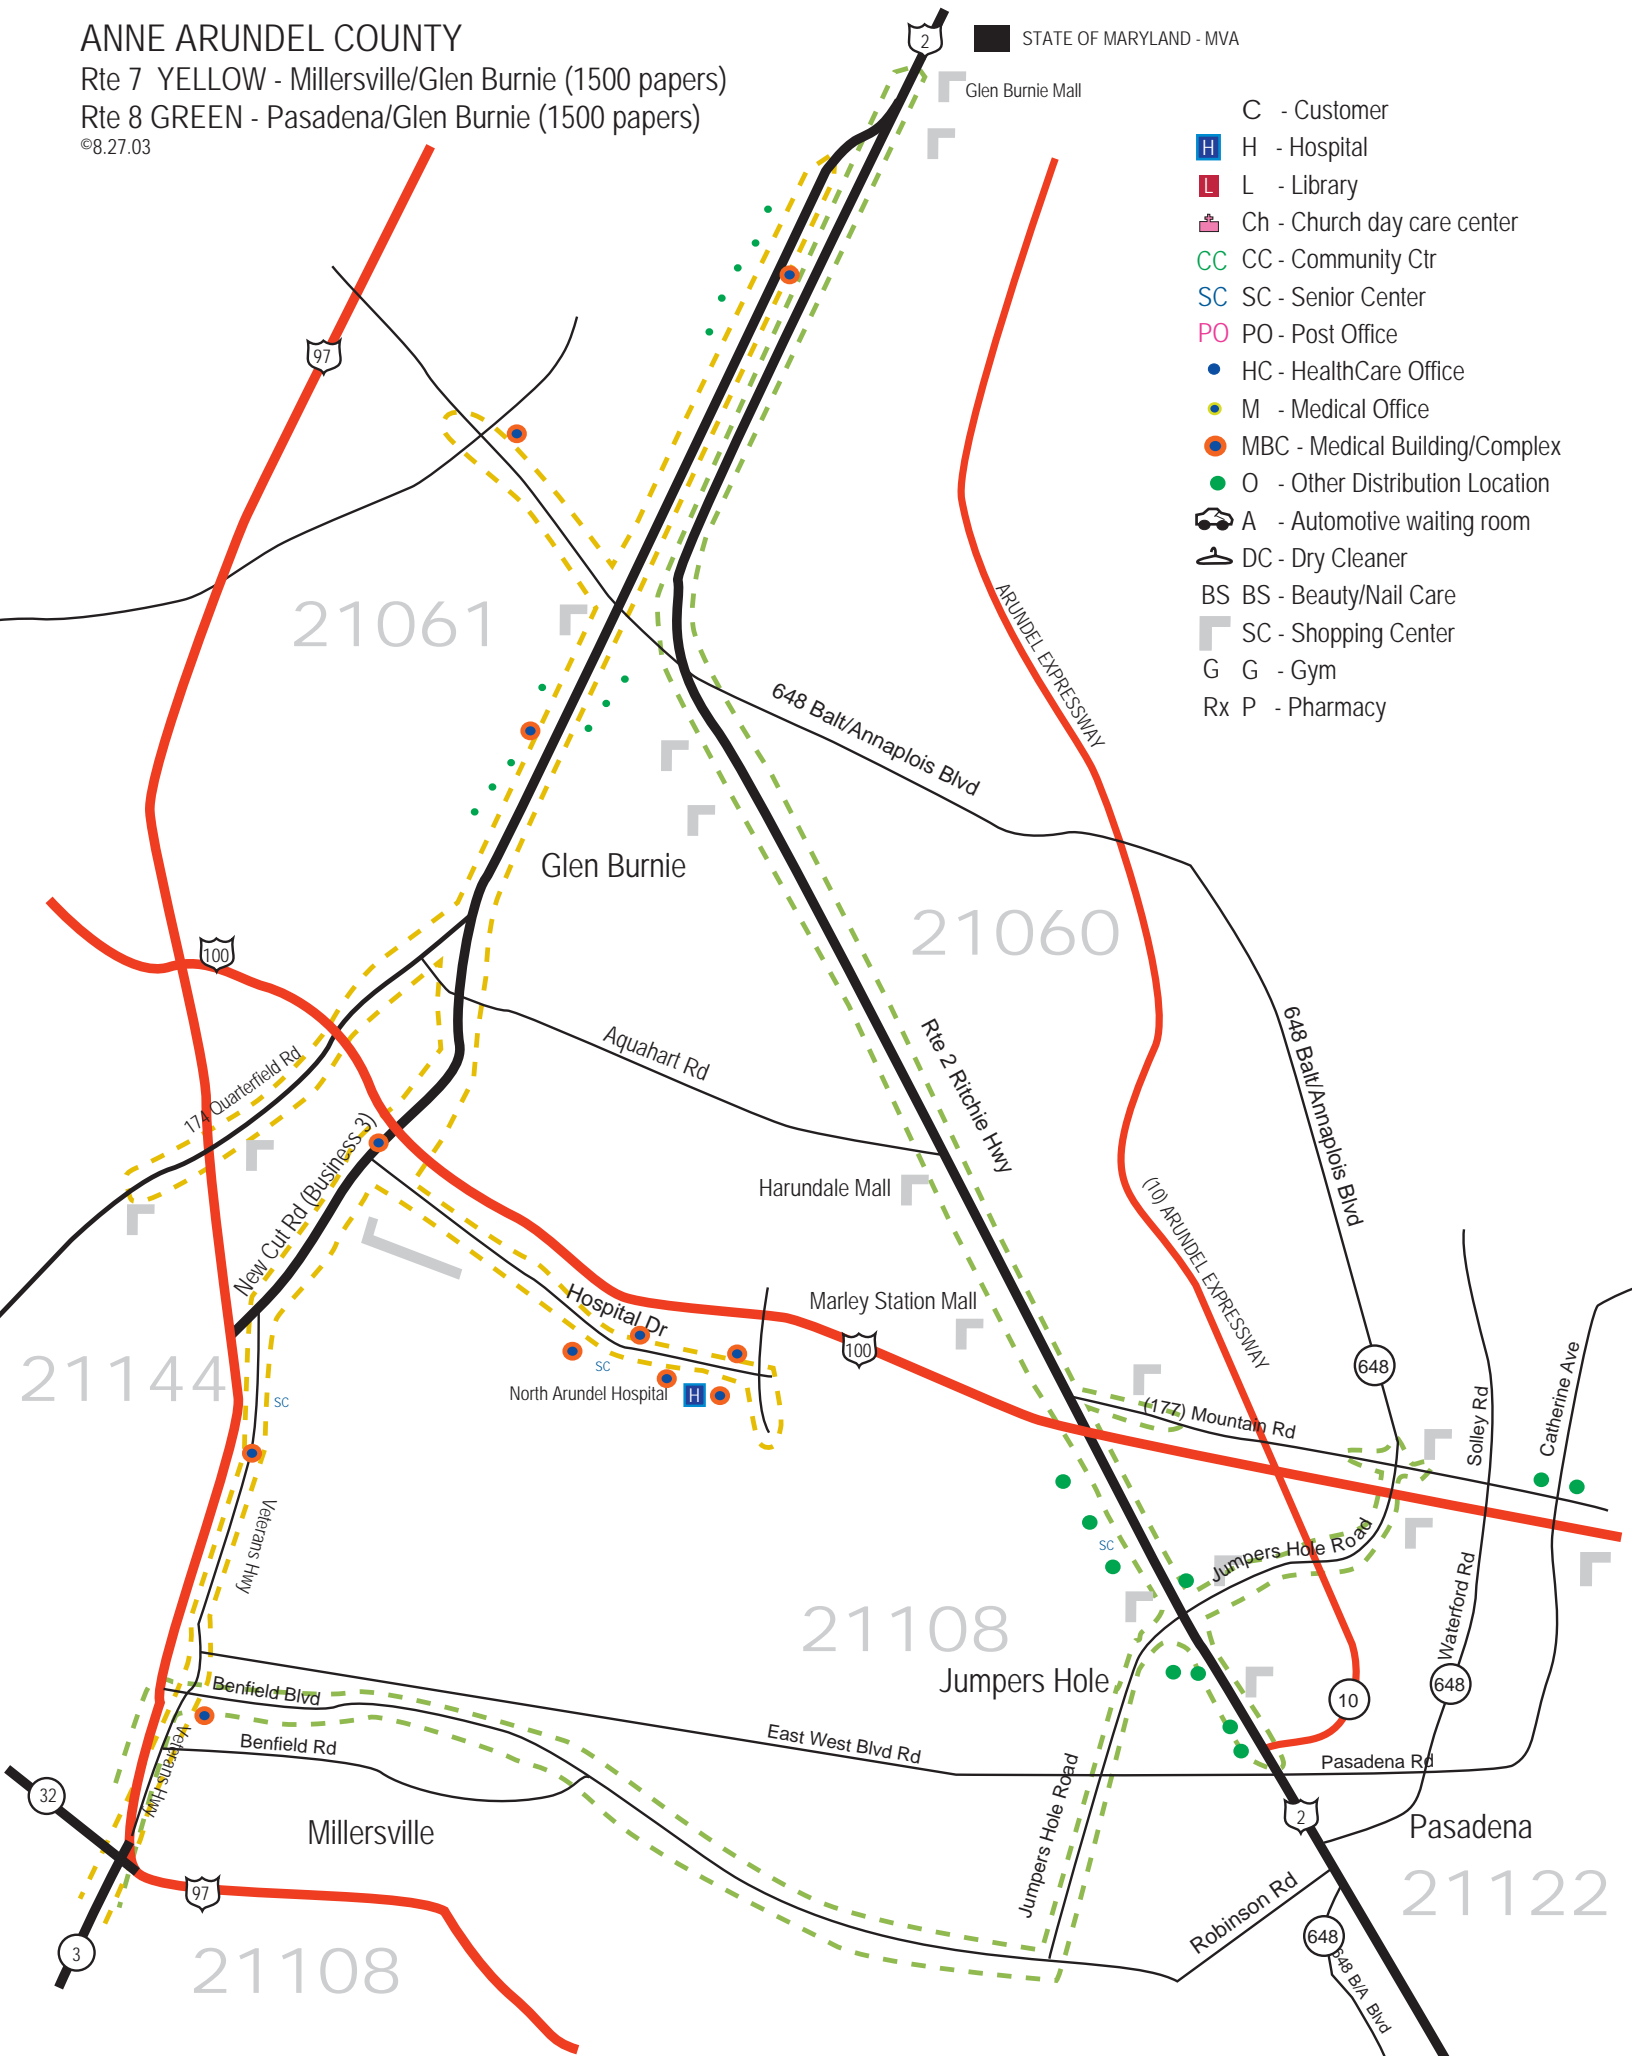 ANNE ARUNDEL COUNTY
Rte 7 YELLOW - Millersville/Glen Burnie (1500 papers)
Rte 8 GREEN - Pasadena/Glen Burnie (1500 papers)
©8.27.03
2
STATE OF MARYLAND - MVA
Glen Burnie Mall
C - Customer
H H - Hospital
L L - Library
Ch - Church day care center
CC CC - Community Ctr
SC SC - Senior Center
PO PO - Post Office
HC - HealthCare Office
M - Medical Office
MBC - Medical Building/Complex
O - Other Distribution Location
A - Automotive waiting room
DC - Dry Cleaner
BS BS - Beauty/Nail Care
SC - Shopping Center
G G - Gym
Rx P - Pharmacy
97
21061
ARUNDEL EXPRESSWAY
648 Balt/Annaplois Blvd
Glen Burnie
21060
100
Aquahart Rd
Rte 2 Ritchie Hwy
648 Balt/Annaplois Blvd
174 Quarterfield Rd
New Cut Rd (Business 3)
Harundale Mall
(10) ARUNDEL EXPRESSWAY
Hospital Dr
Marley Station Mall
100
648
21144
SC
SC
North Arundel Hospital
H
(177) Mountain Rd
Solley Rd
Catherine Ave
Veterans Hwy
SC
Jumpers Hole Road
21108
Waterford Rd
Jumpers Hole
648
10
Benfield Blvd
Benfield Rd
East West Blvd Rd
Pasadena Rd
Veterans Hwy
32
Millersville
Jumpers Hole Road
2
Pasadena
97
21122
Robinson Rd
648
3
21108
648 B/A Blvd